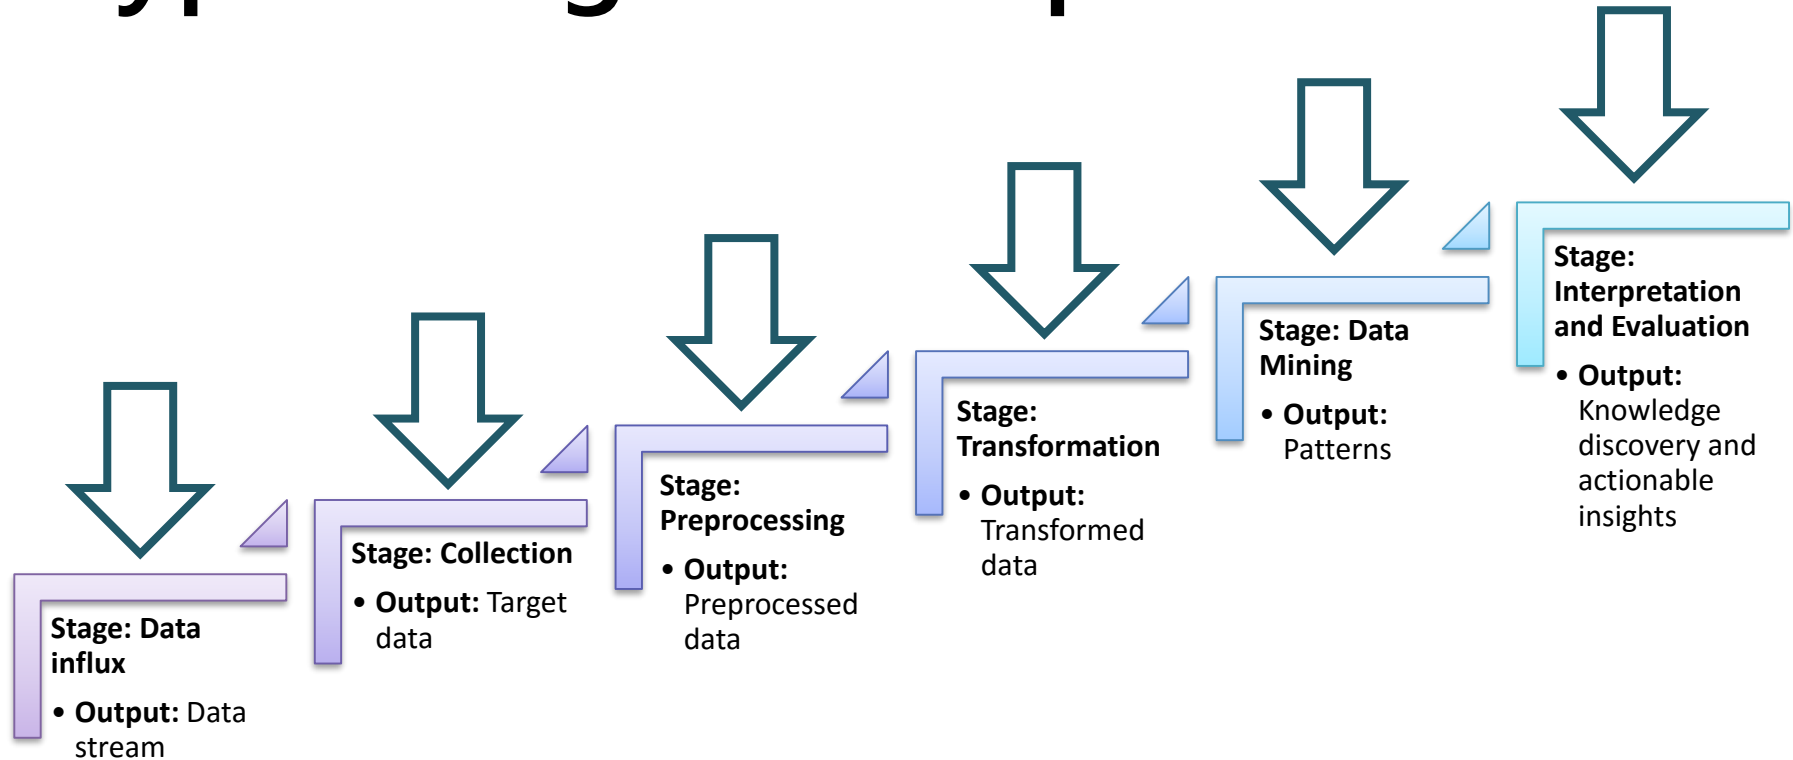 Stage: Data
influx
• Output: Data
stream
Stage: Collection
• Output: Target
data
Stage:
Preprocessing
• Output:
Preprocessed
data
Stage:
Transformation
• Output:
Transformed
data
Stage: Data
Mining
• Output:
Patterns
Stage:
Interpretation
and Evaluation
• Output:
Knowledge
discovery and
actionable
insights